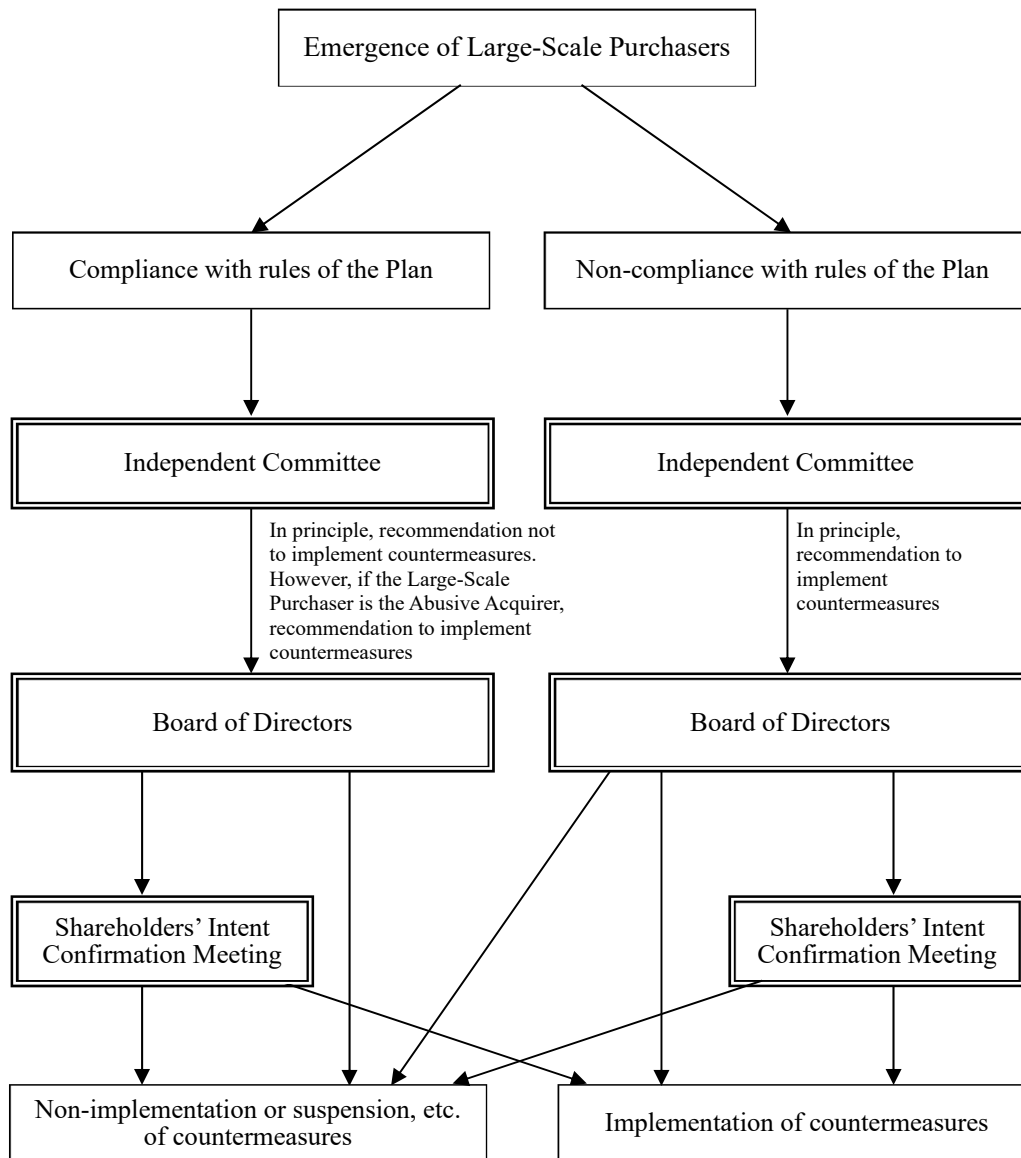 Emergence of Large-Scale Purchasers
Compliance with rules of the Plan
Non-compliance with rules of the Plan
Independent Committee
Independent Committee
In principle, recommendation not
to implement countermeasures.
However, if the Large-Scale
Purchaser is the Abusive Acquirer,
recommendation to implement
countermeasures
In principle,
recommendation to
implement
countermeasures
Board of Directors
Board of Directors
Shareholders’ Intent
Confirmation Meeting
Shareholders’ Intent
Confirmation Meeting
Non-implementation or suspension, etc.
of countermeasures
Implementation of countermeasures